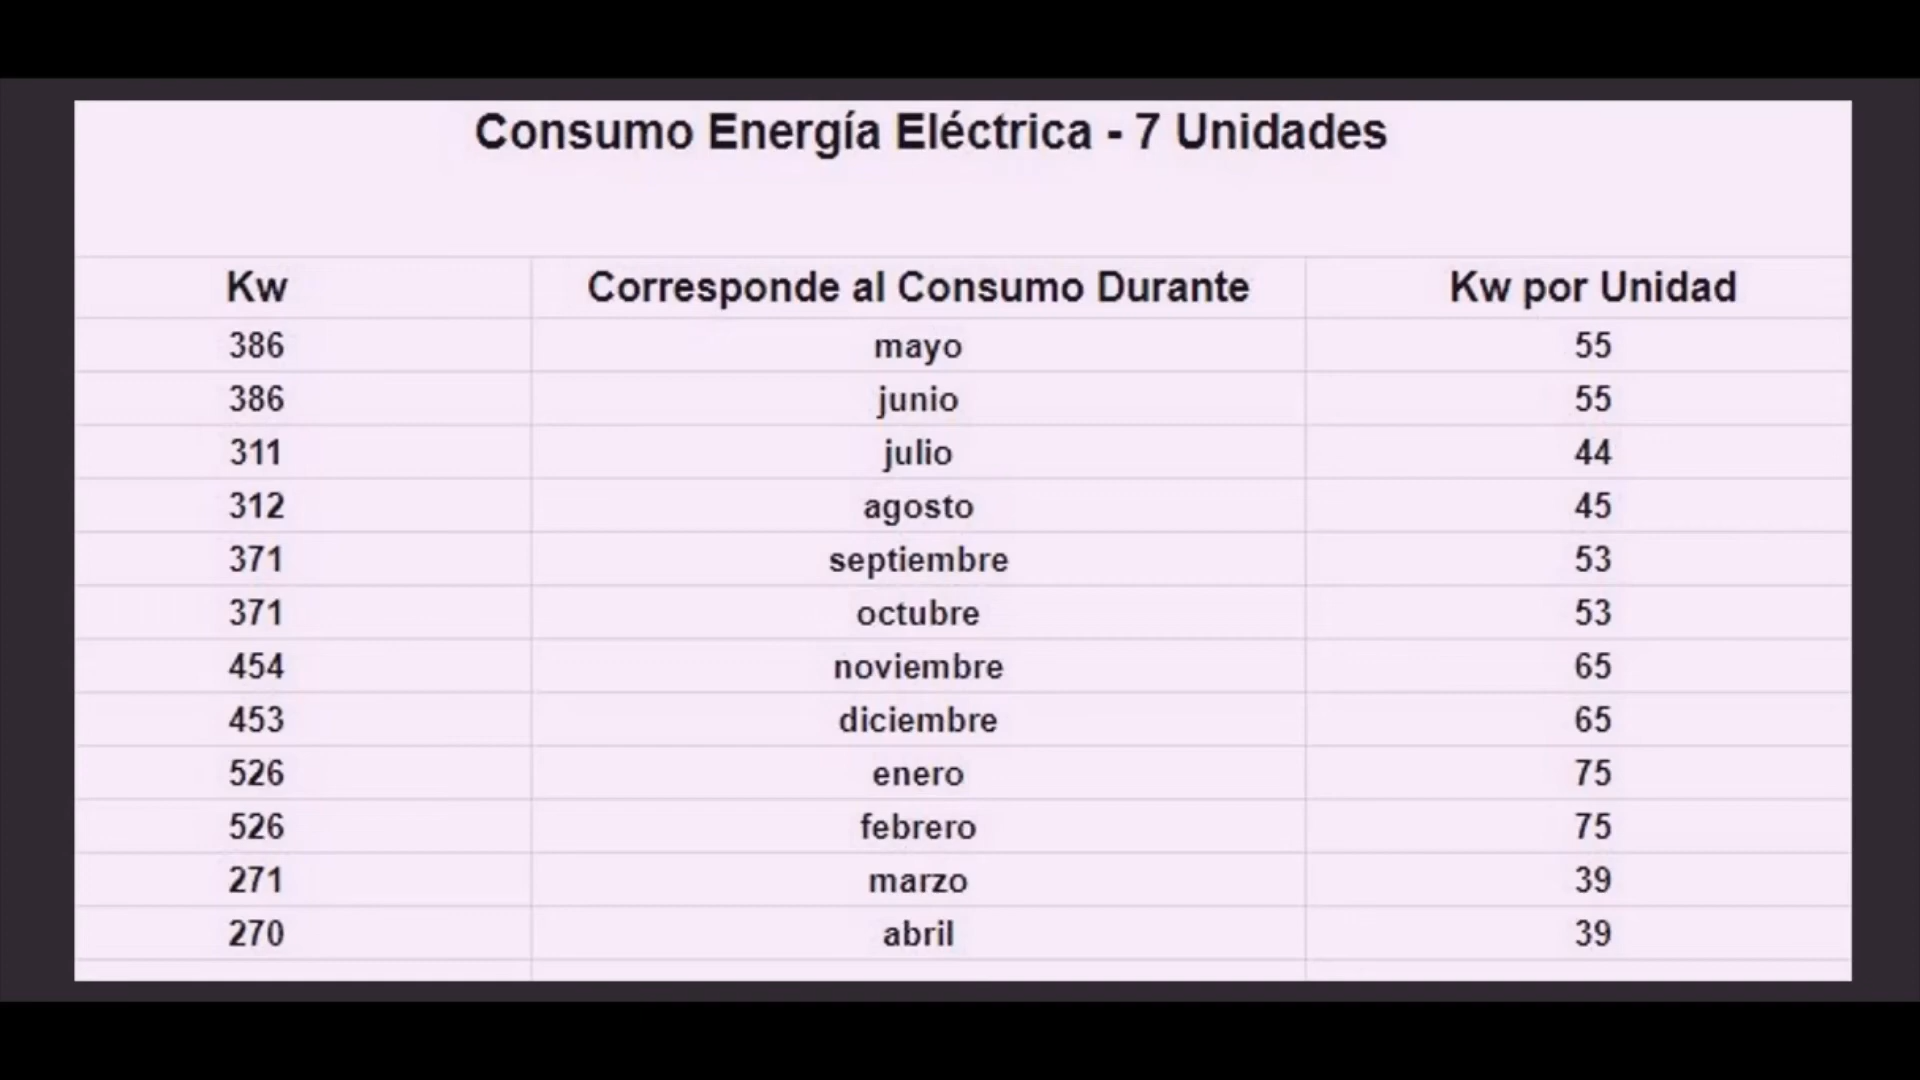 Consumo Energía Eléctrica - 7 Unidades
Kw Corresponde al Consumo Durante Kw por Unidad
386 mayo 55
386 junio 55
311 julio 44
312 agosto 45
371 septiembre 53
371 octubre 53
454 noviembre 65
453 diciembre 65
526 enero 75
526 febrero 75
271 marzo 39
270 abril 39